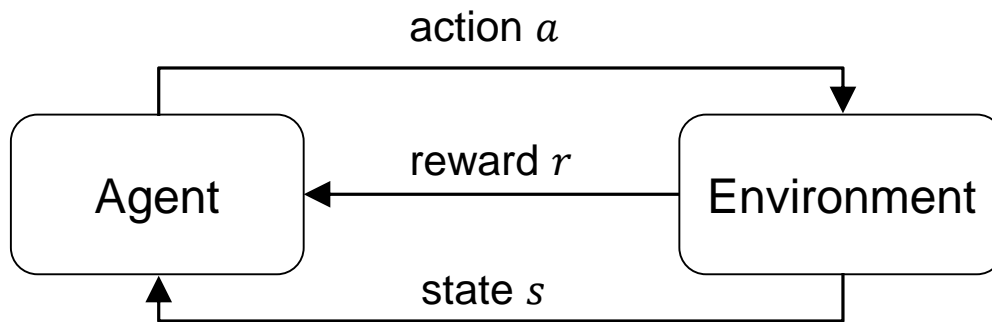 action a
reward r
Agent
Environment
state s